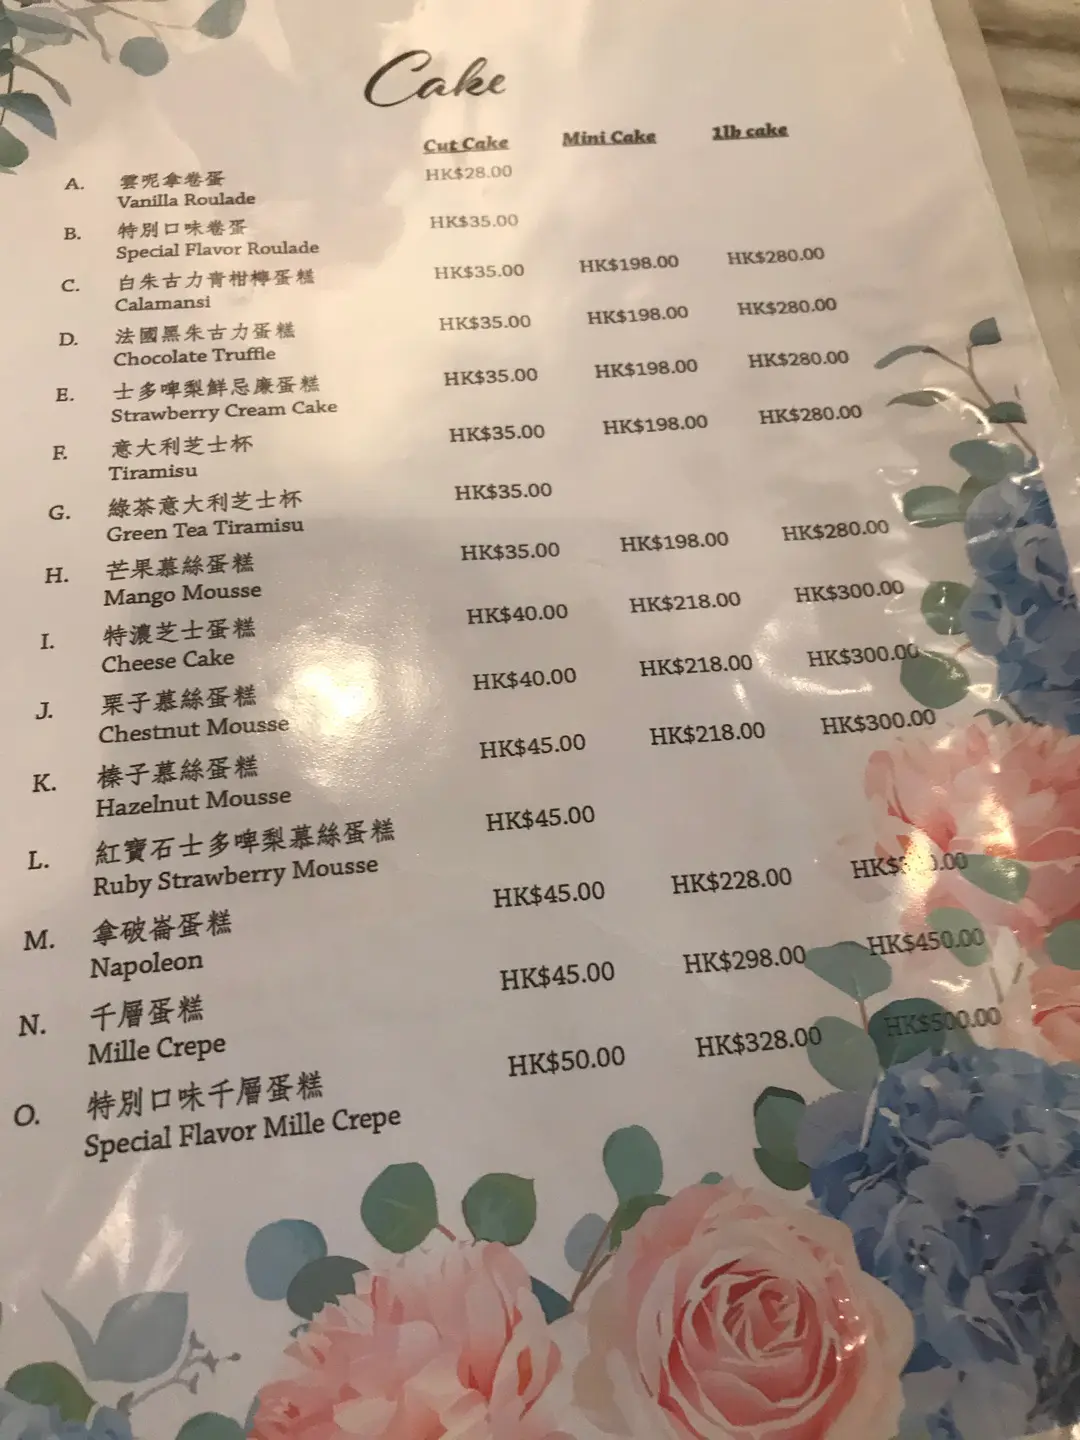 Cake
Cut Cake Mini Cake 1lb cake
A. 雲呢拿卷蛋 HK$28.00
Vanilla Roulade
B. 特別口味卷蛋 HK$35.00
Special Flavor Roulade
C. 白朱古力青柑檸蛋糕 HK$35.00 HK$198.00 HK$280.00
Calamansi
D. 法國黑朱古力蛋糕 HK$35.00 HK$198.00 HK$280.00
Chocolate Truffle
E. 士多啤梨鮮忌廉蛋糕 HK$35.00 HK$198.00 HK$280.00
Strawberry Cream Cake
F. 意大利芝士杯 HK$35.00 HK$198.00 HK$280.00
Tiramisu
G. 綠茶意大利芝士杯 HK$35.00
Green Tea Tiramisu
H. 芒果慕絲蛋糕 HK$35.00 HK$198.00 HK$280.00
Mango Mousse
I. 特濃芝士蛋糕 HK$40.00 HK$218.00 HK$300.00
Cheese Cake
J. 栗子慕絲蛋糕 HK$40.00 HK$218.00 HK$300.00
Chestnut Mousse
K. 榛子慕絲蛋糕 HK$45.00 HK$218.00 HK$300.00
Hazelnut Mousse
L. 紅寶石士多啤梨慕絲蛋糕 HK$45.00
Ruby Strawberry Mousse
M. 拿破崙蛋糕 HK$45.00 HK$228.00
Napoleon
N. 千層蛋糕 HK$45.00 HK$298.00 HK$450.00
Mille Crepe
O. 特別口味千層蛋糕 HK$50.00 HK$328.00 HK$500.00
Special Flavor Mille Crepe